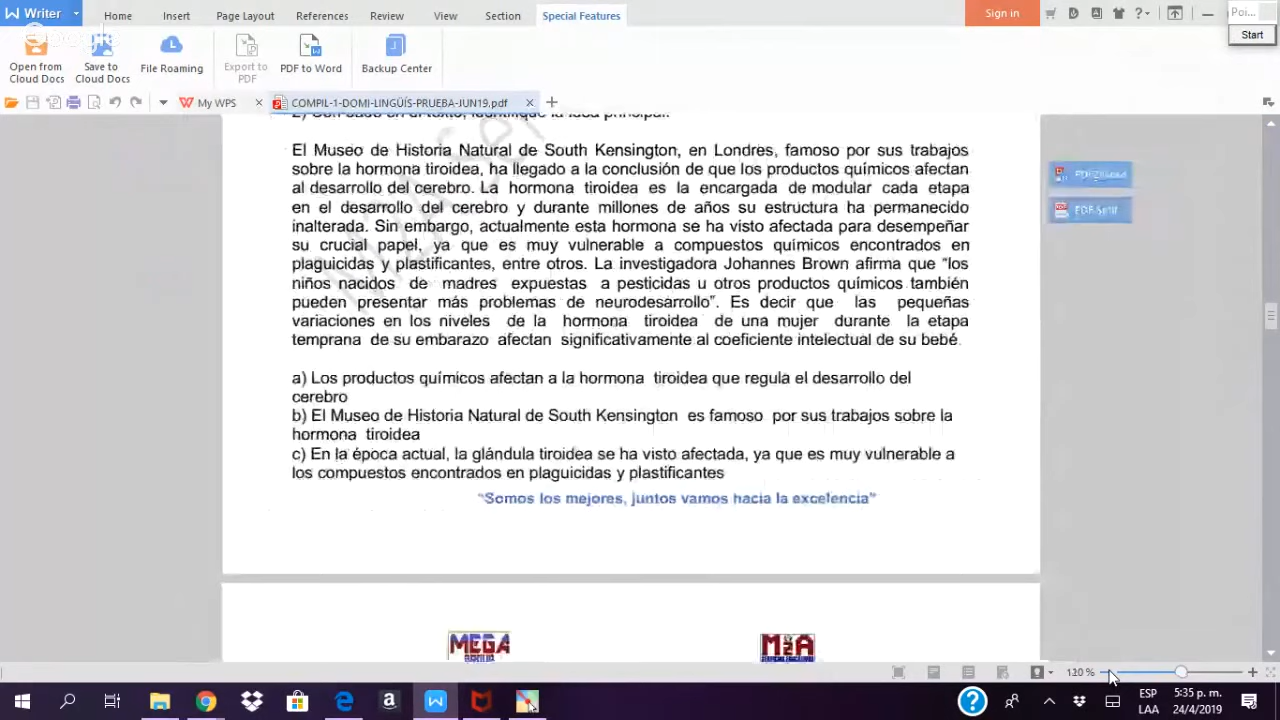 Writer
Home Insert Page Layout References Review View Section Special Features
Sign in
Start
Open from Cloud Docs
Save to Cloud Docs
File Roaming
Export to PDF
PDF to Word
Backup Center
My WPS
COMPIL-1-DOMI-LINGÜÍS-PRUEBA-JUN19.pdf
El Museo de Historia Natural de South Kensington, en Londres, famoso por sus trabajos
sobre la hormona tiroidea, ha llegado a la conclusión de que los productos químicos afectan
al desarrollo del cerebro. La hormona tiroidea es la encargada de modular cada etapa
en el desarrollo del cerebro y durante millones de años su estructura ha permanecido
inalterada. Sin embargo, actualmente esta hormona se ha visto afectada para desempeñar
su crucial papel, ya que es muy vulnerable a compuestos químicos encontrados en
plaguicidas y plastificantes, entre otros. La investigadora Johannes Brown afirma que “los
niños nacidos de madres expuestas a pesticidas u otros productos químicos también
pueden presentar más problemas de neurodesarrollo”. Es decir que las pequeñas
variaciones en los niveles de la hormona tiroidea de una mujer durante la etapa
temprana de su embarazo afectan significativamente al coeficiente intelectual de su bebé.
a) Los productos químicos afectan a la hormona tiroidea que regula el desarrollo del
cerebro
b) El Museo de Historia Natural de South Kensington es famoso por sus trabajos sobre la
hormona tiroidea
c) En la época actual, la glándula tiroidea se ha visto afectada, ya que es muy vulnerable a
los compuestos encontrados en plaguicidas y plastificantes
“Somos los mejores, juntos vamos hacia la excelencia”
MEGA
GROUP
MZA
120 %
ESP 5:35 p. m.
LAA 24/4/2019